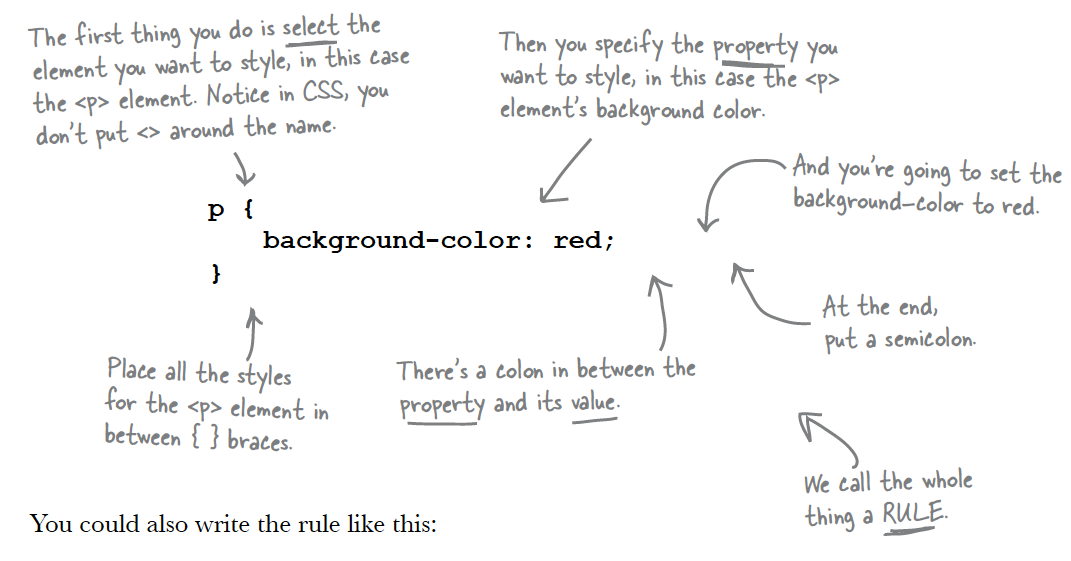 The first thing you do is select the
element you want to style, in this case
the <p> element. Notice in CSS, you
don't put <> around the name.
Then you specify the property you
want to style, in this case the <p>
element's background color.
And you're going to set the
background-color to red.
p {
background-color: red;
}
At the end,
put a semicolon.
Place all the styles
for the <p> element in
between { } braces.
There's a colon in between the
property and its value.
We call the whole
thing a RULE.
You could also write the rule like this: